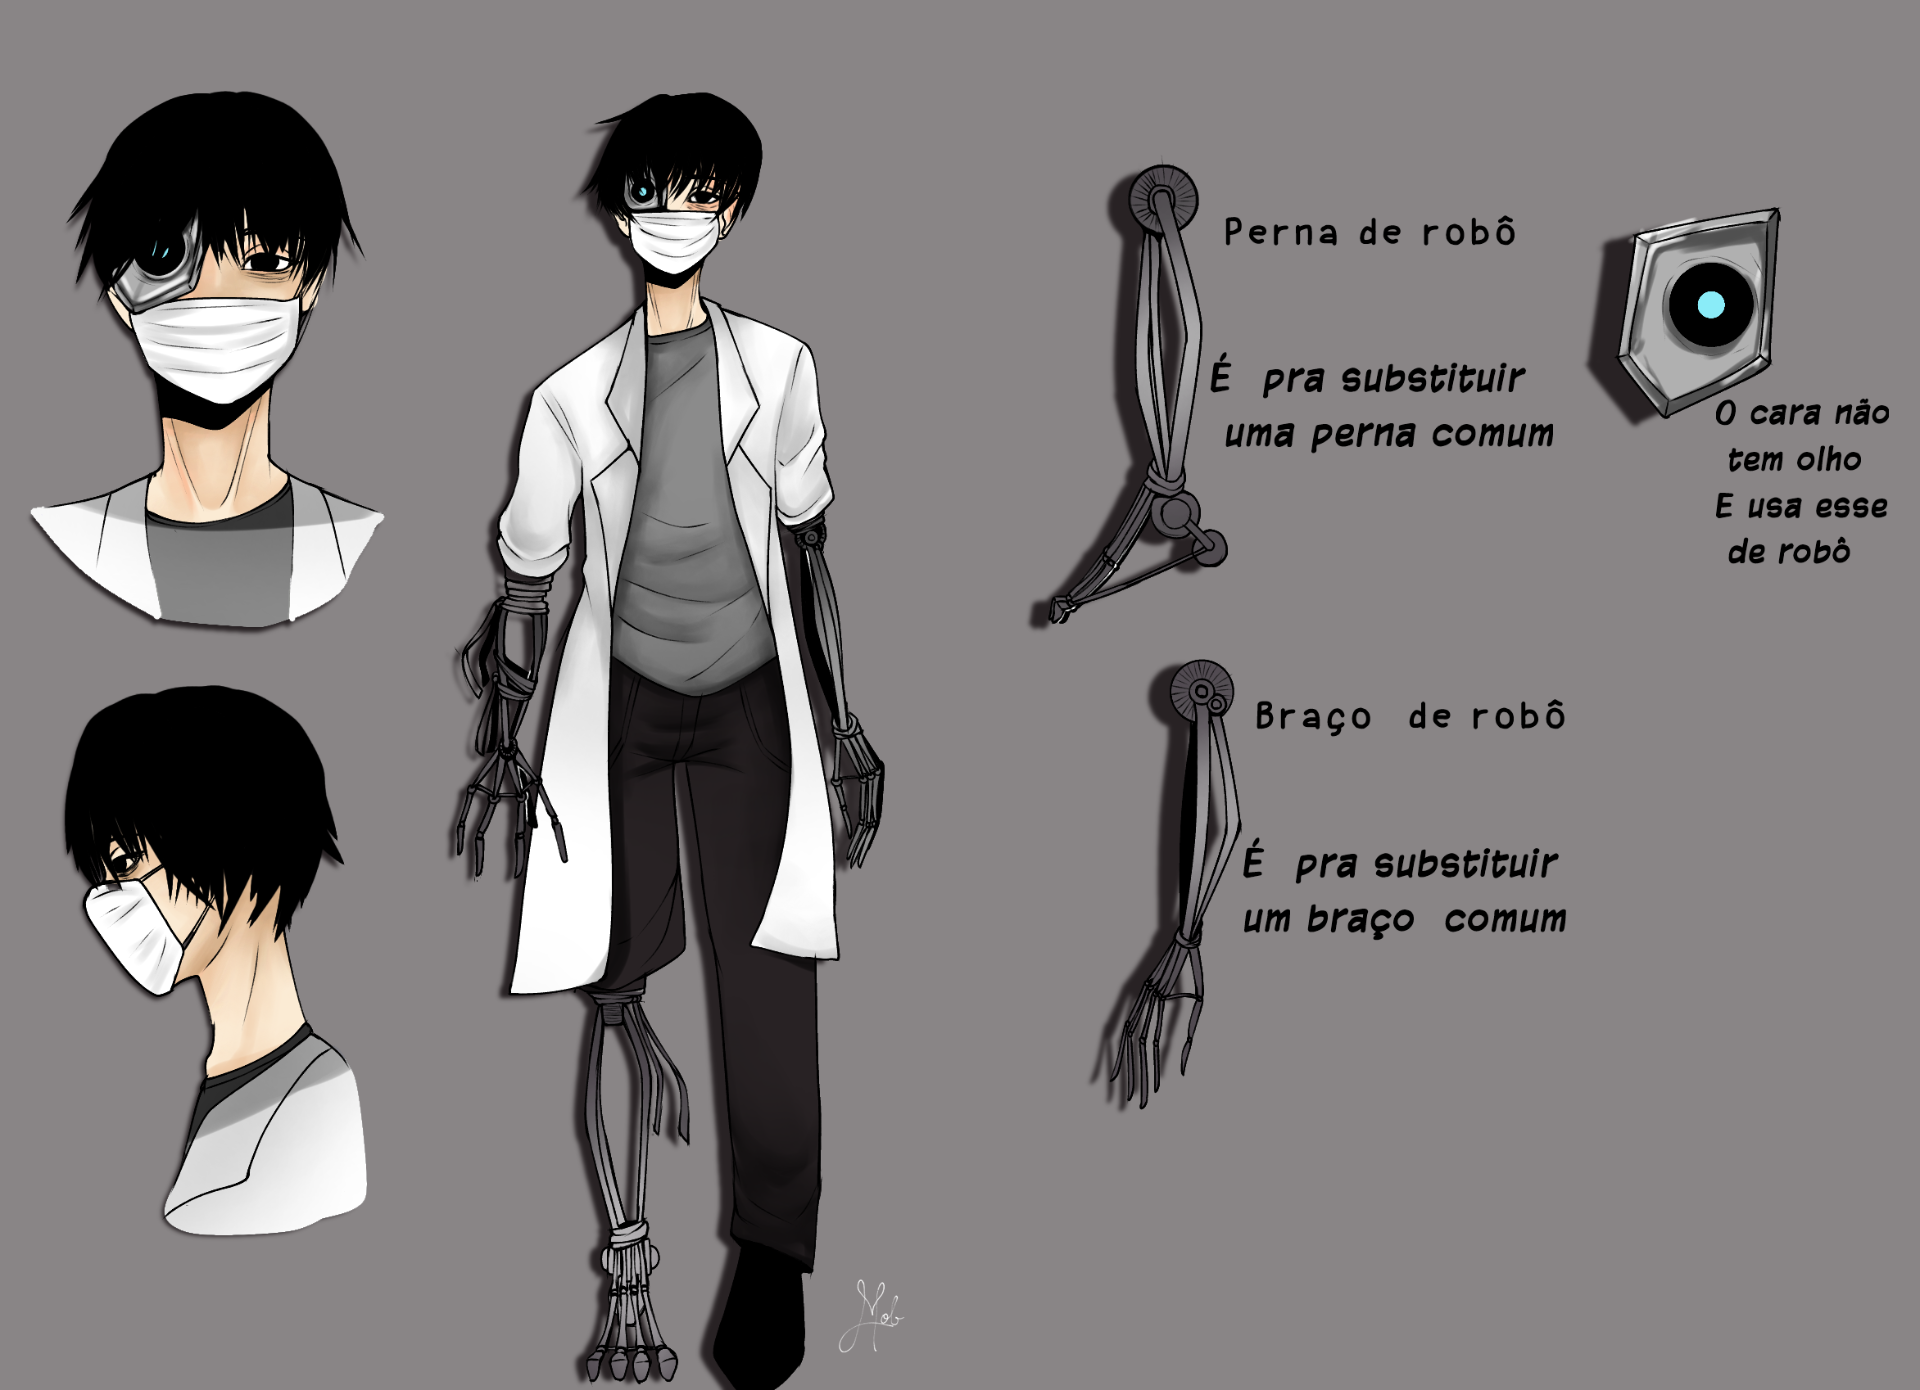 Perna de robô
É pra substituir
uma perna comum
O cara não
tem olho
E usa esse
de robô
Braço de robô
É pra substituir
um braço comum
Mob